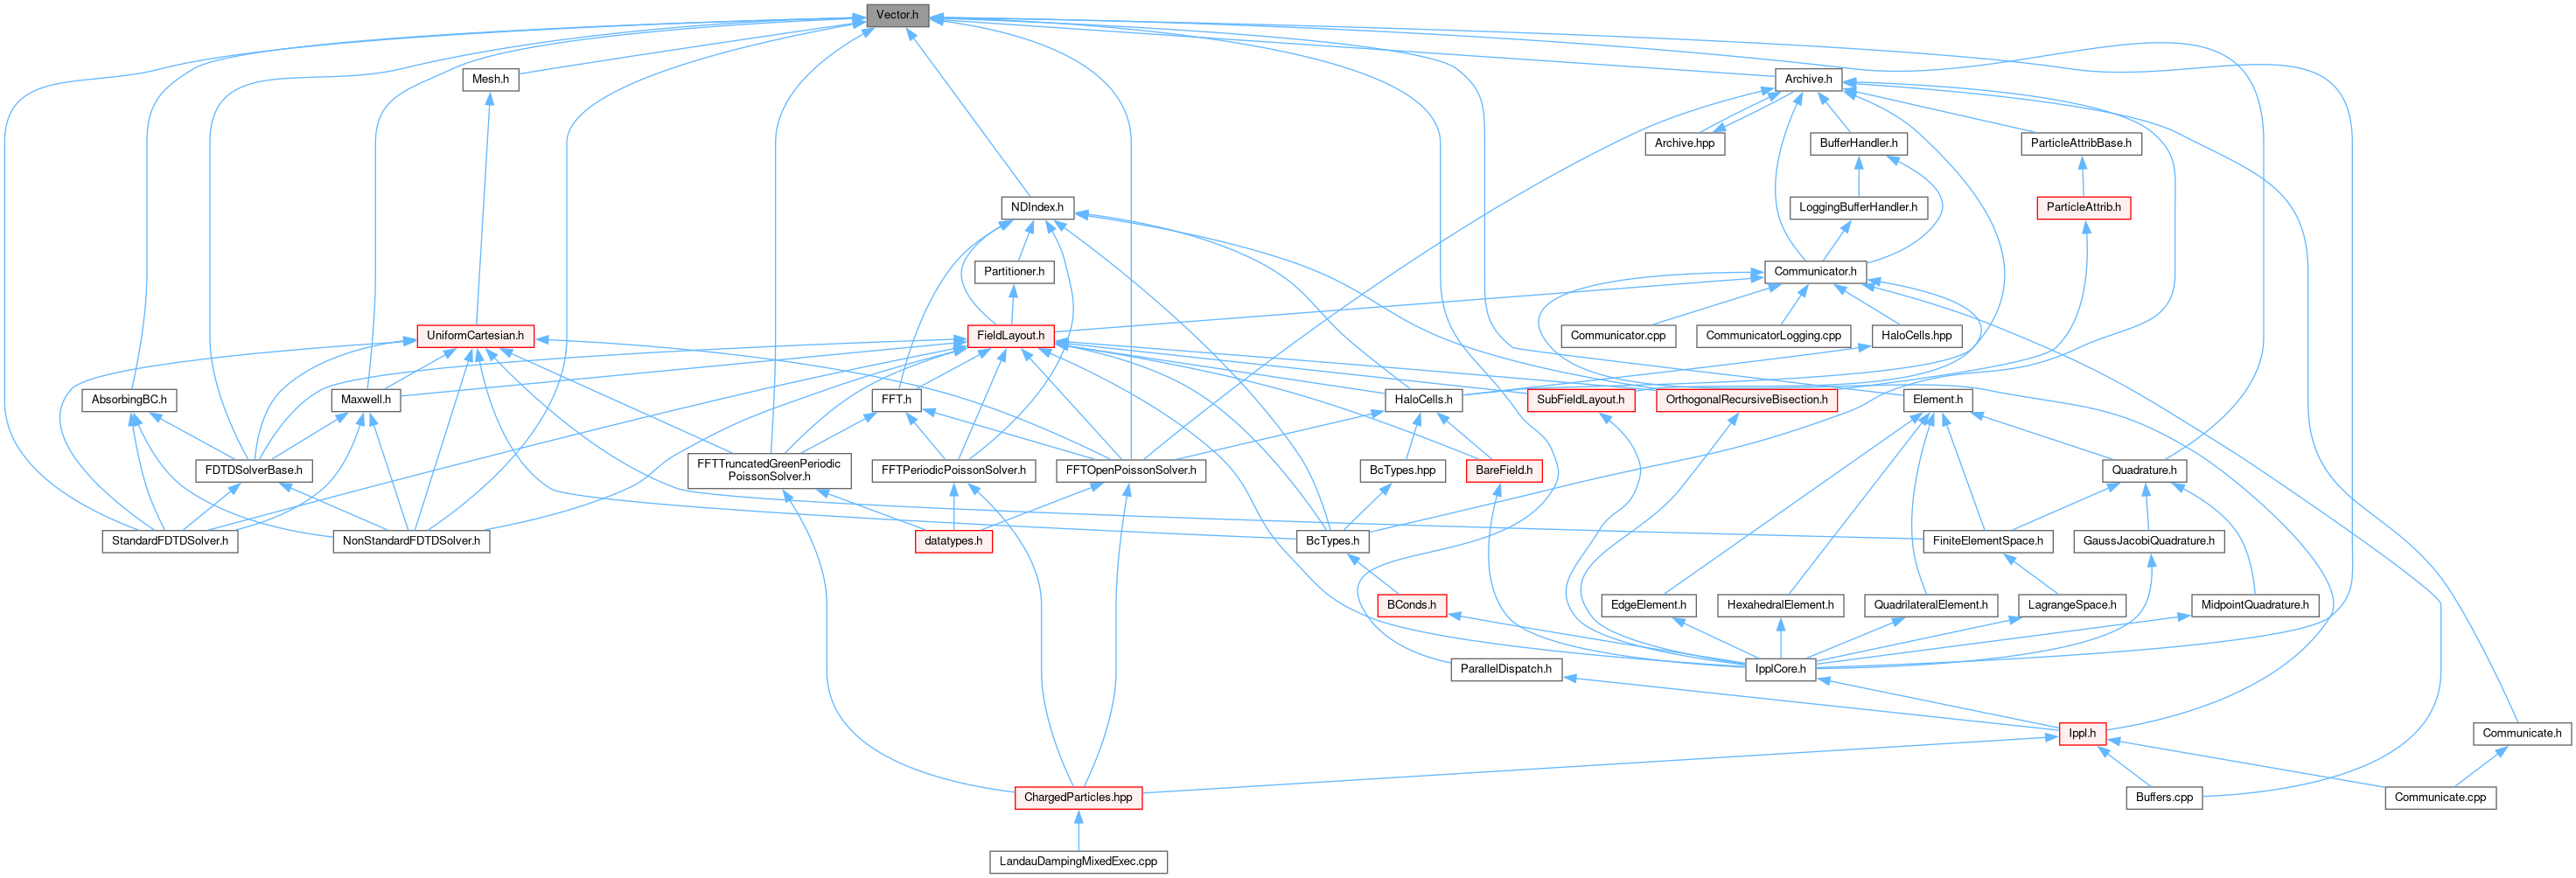 Vector.h
Mesh.h
Archive.h
Archive.hpp
BufferHandler.h
ParticleAttribBase.h
NDIndex.h
LoggingBufferHandler.h
ParticleAttrib.h
Partitioner.h
Communicator.h
UniformCartesian.h
FieldLayout.h
Communicator.cpp
CommunicatorLogging.cpp
HaloCells.hpp
AbsorbingBC.h
Maxwell.h
FFT.h
HaloCells.h
SubFieldLayout.h
OrthogonalRecursiveBisection.h
Element.h
FDTDSolverBase.h
FFTTruncatedGreenPeriodic
PoissonSolver.h
FFTPeriodicPoissonSolver.h
FFTOpenPoissonSolver.h
BcTypes.hpp
BareField.h
Quadrature.h
StandardFDTDSolver.h
NonStandardFDTDSolver.h
datatypes.h
BcTypes.h
FiniteElementSpace.h
GaussJacobiQuadrature.h
BConds.h
EdgeElement.h
HexahedralElement.h
QuadrilateralElement.h
LagrangeSpace.h
MidpointQuadrature.h
ParallelDispatch.h
IpplCore.h
Ippl.h
Communicate.h
ChargedParticles.hpp
Buffers.cpp
Communicate.cpp
LandauDampingMixedExec.cpp